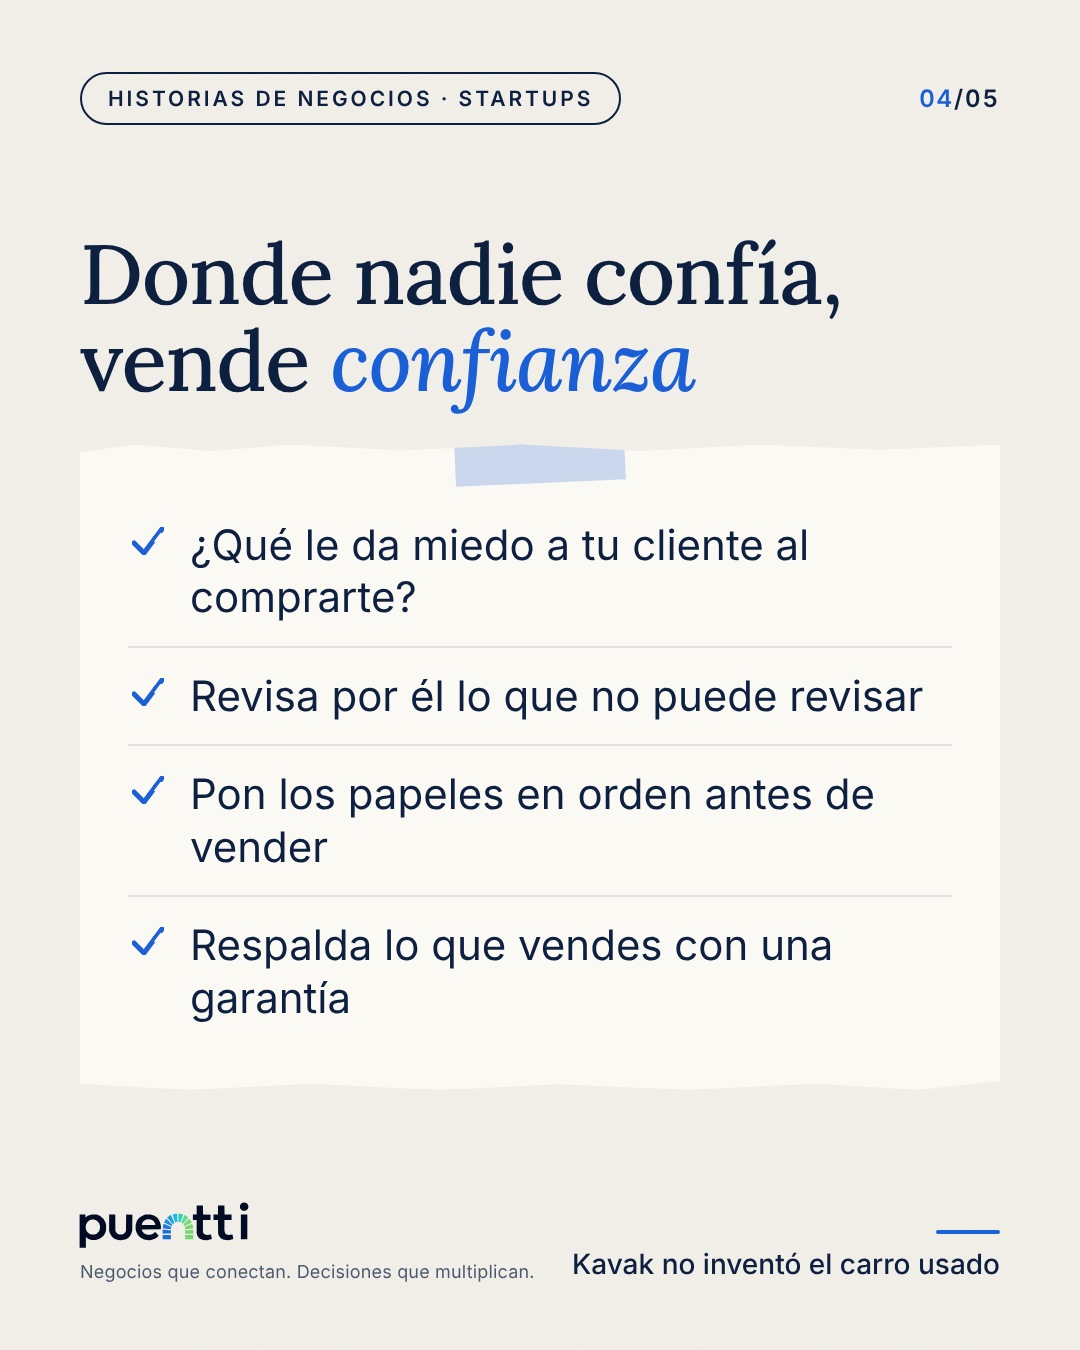 HISTORIAS DE NEGOCIOS · STARTUPS
04/05
Donde nadie confía,
vende confianza
¿Qué le da miedo a tu cliente al
comprarte?
Revisa por él lo que no puede revisar
Pon los papeles en orden antes de
vender
Respalda lo que vendes con una
garantía
puentti
Negocios que conectan. Decisiones que multiplican.
Kavak no inventó el carro usado